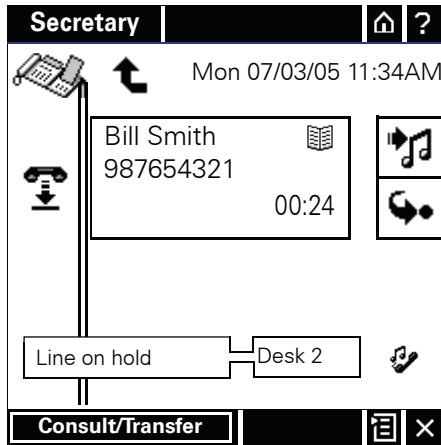 Secretary ?
Mon 07/03/05 11:34AM
Bill Smith
987654321
00:24
Line on hold
Desk 2
Consult/Transfer